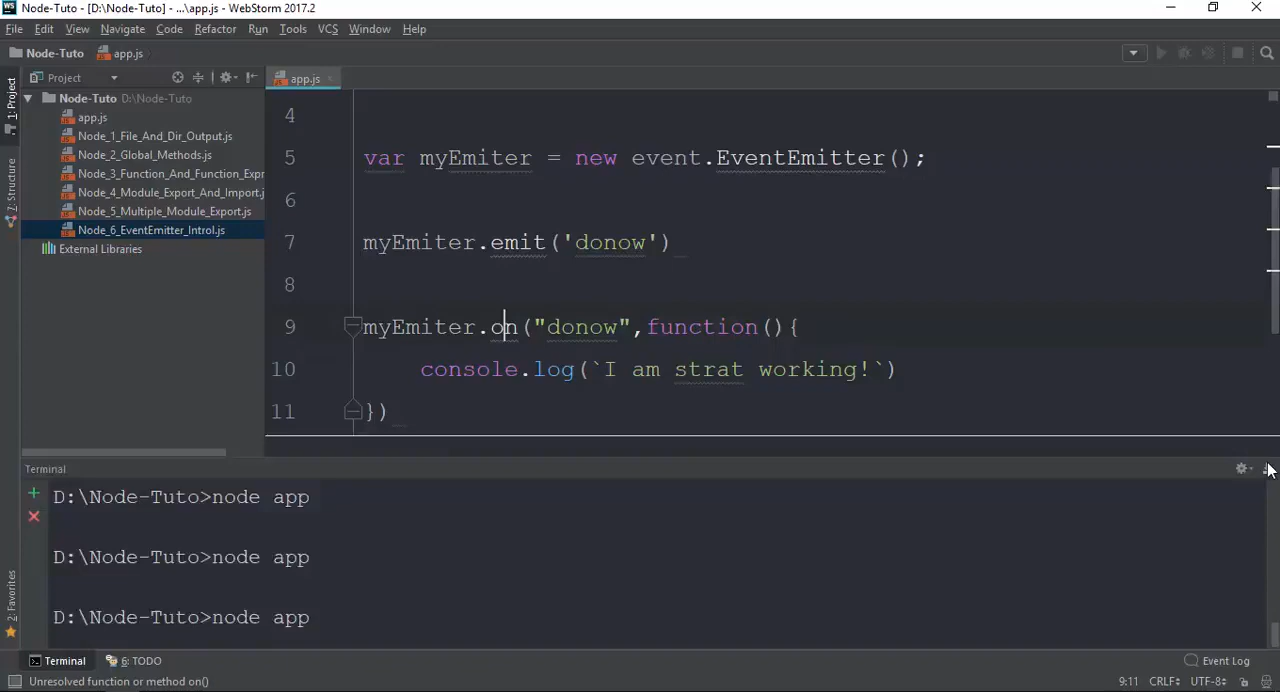 WS Node-Tuto - [D:\Node-Tuto] - ...\app.js - WebStorm 2017.2
File Edit View Navigate Code Refactor Run Tools VCS Window Help
Node-Tuto app.js
1: Project
Z: Structure
2: Favorites
Project
Node-Tuto D:\Node-Tuto
app.js
Node_1_File_And_Dir_Output.js
Node_2_Global_Methods.js
Node_3_Function_And_Function_Expr
Node_4_Module_Export_And_Import.j
Node_5_Multiple_Module_Export.js
Node_6_EventEmitter_Introl.js
External Libraries
app.js
4
5 var myEmiter = new event.EventEmitter();
6
7 myEmiter.emit('donow')
8
9 myEmiter.on("donow",function(){
10 console.log(`I am strat working!`)
11 })
Terminal
D:\Node-Tuto>node app
D:\Node-Tuto>node app
D:\Node-Tuto>node app
Terminal 6: TODO Event Log
Unresolved function or method on() 9:11 CRLF UTF-8